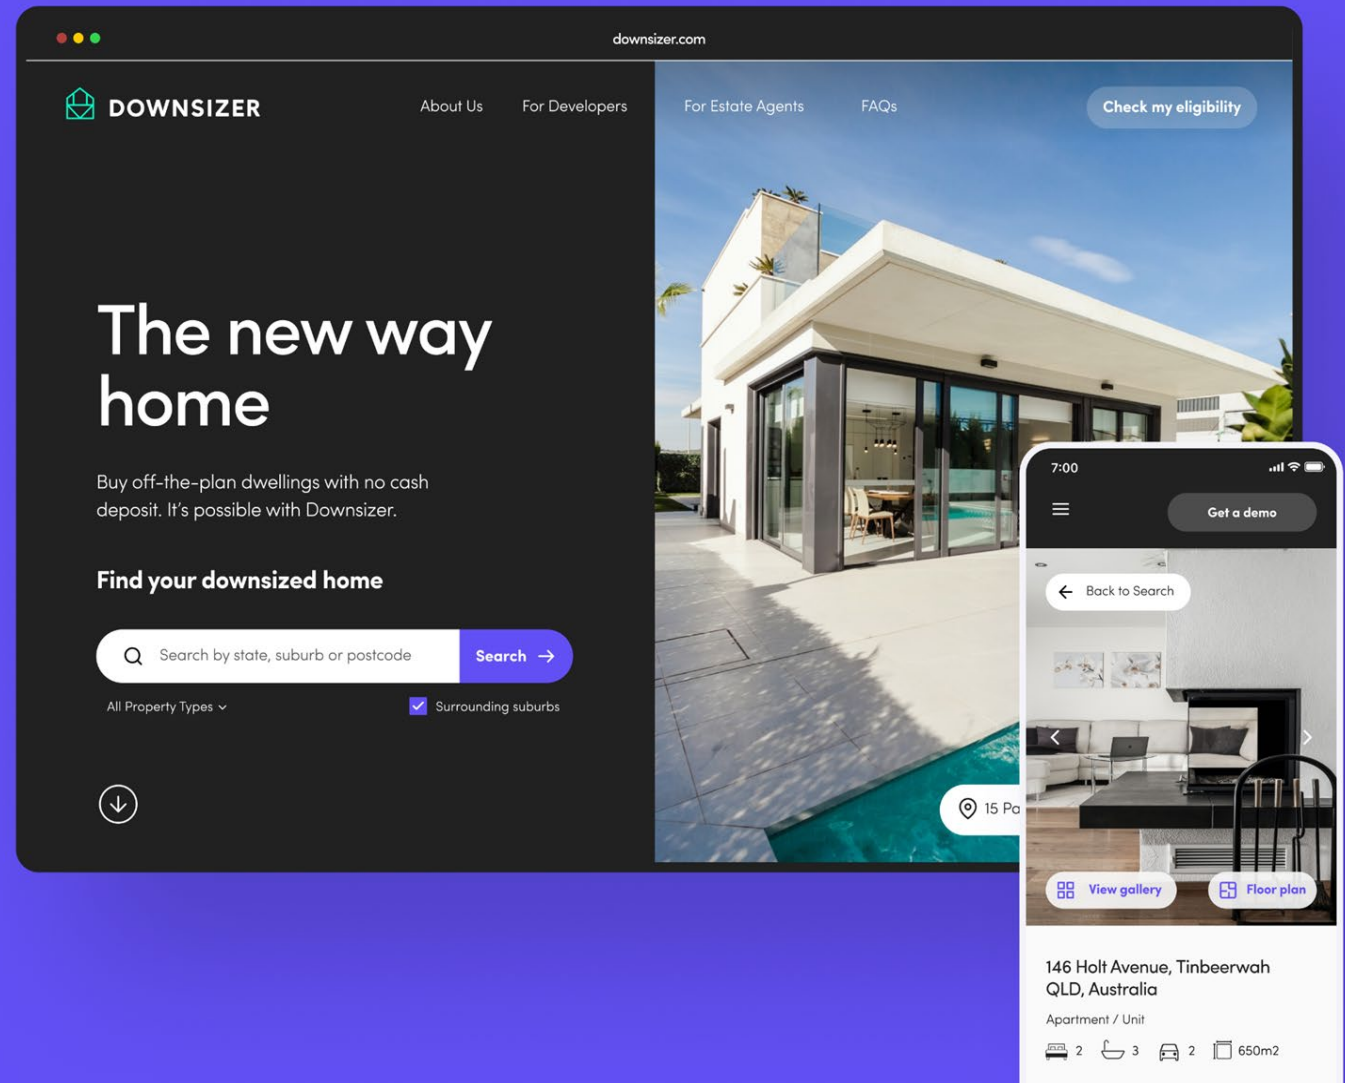 downsizer.com
DOWNSIZER
About Us
For Developers
For Estate Agents
FAQs
Check my eligibility
The new way
home
Buy off-the-plan dwellings with no cash
deposit. It's possible with Downsizer.
Find your downsized home
Search by state, suburb or postcode
Search
All Property Types
Surrounding suburbs
15 Pa
7:00
Get a demo
Back to Search
View gallery
Floor plan
146 Holt Avenue, Tinbeerwah
QLD, Australia
Apartment / Unit
2 3 2 650m2